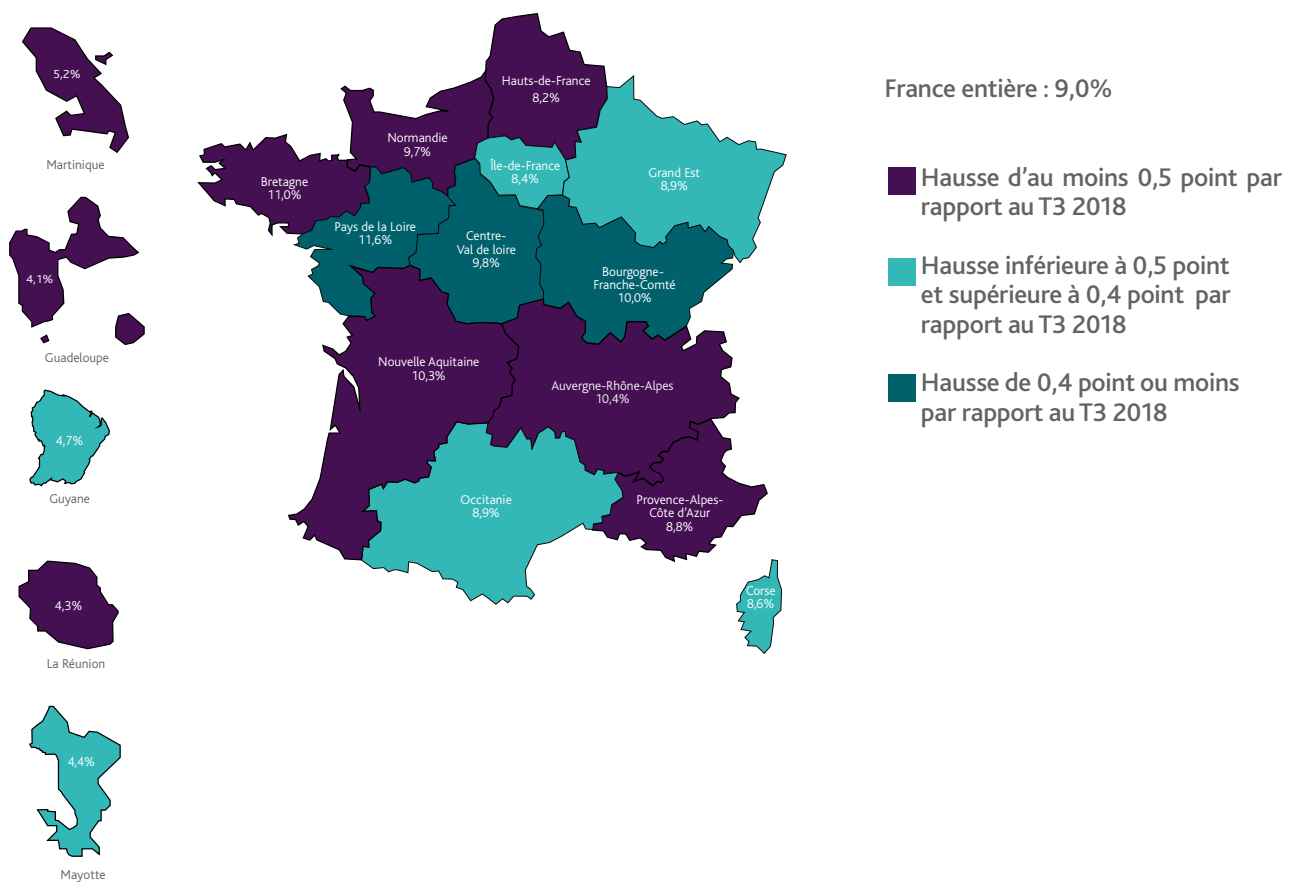 5,2%
Martinique
4,1%
Guadeloupe
4,7%
Guyane
4,3%
La Réunion
4,4%
Mayotte
Hauts-de-France
8,2%
Normandie
9,7%
Île-de-France
8,4%
Grand Est
8,9%
Bretagne
11,0%
Pays de la Loire
11,6%
Centre-
Val de loire
9,8%
Bourgogne-
Franche-Comté
10,0%
Nouvelle Aquitaine
10,3%
Auvergne-Rhône-Alpes
10,4%
Occitanie
8,9%
Provence-Alpes-
Côte d’Azur
8,8%
Corse
8,6%
France entière : 9,0%
Hausse d’au moins 0,5 point par
rapport au T3 2018
Hausse inférieure à 0,5 point
et supérieure à 0,4 point par
rapport au T3 2018
Hausse de 0,4 point ou moins
par rapport au T3 2018